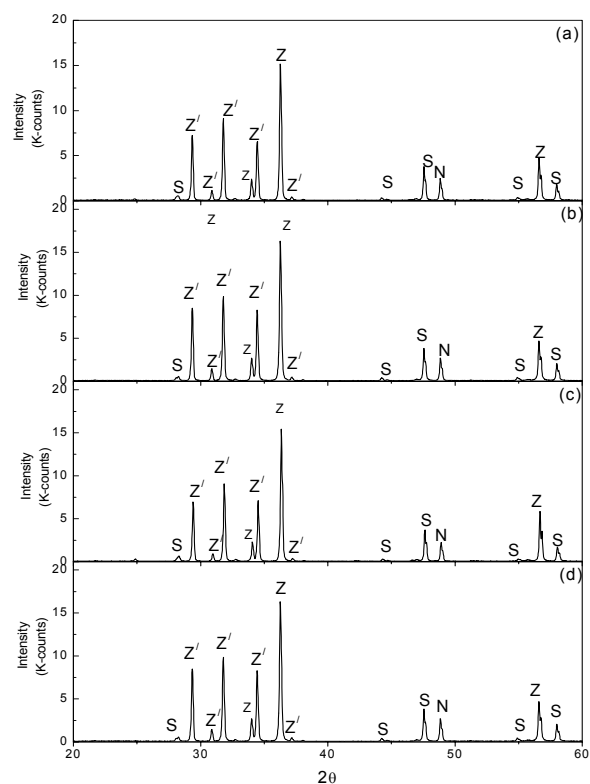 (a)
Intensity
(K-counts)
20
15
10
5
0
S Z/ Z/ Z/ Z Z/ Z Z/ S S N S Z S
(b)
Z Z
Intensity
(K-counts)
20
15
10
5
0
S Z/ Z/ Z/ Z Z/ Z/ S S N S Z S
(c)
Z
Intensity
(K-counts)
20
15
10
5
0
S Z/ Z/ Z/ Z Z/ Z/ S S N S Z S
(d)
Intensity
(K-counts)
20
15
10
5
0
S Z/ Z/ Z/ Z Z/ Z Z/ S S N S Z S
20 30 40 50 60
2θ